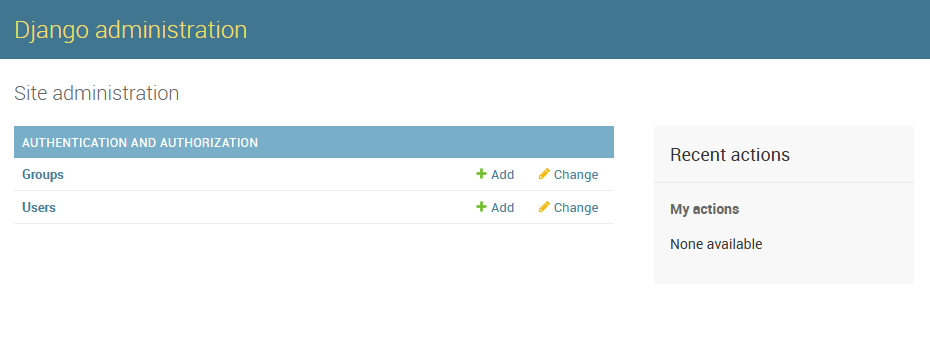 Django administration
Site administration
AUTHENTICATION AND AUTHORIZATION
Groups Add Change
Users Add Change
Recent actions
My actions
None available